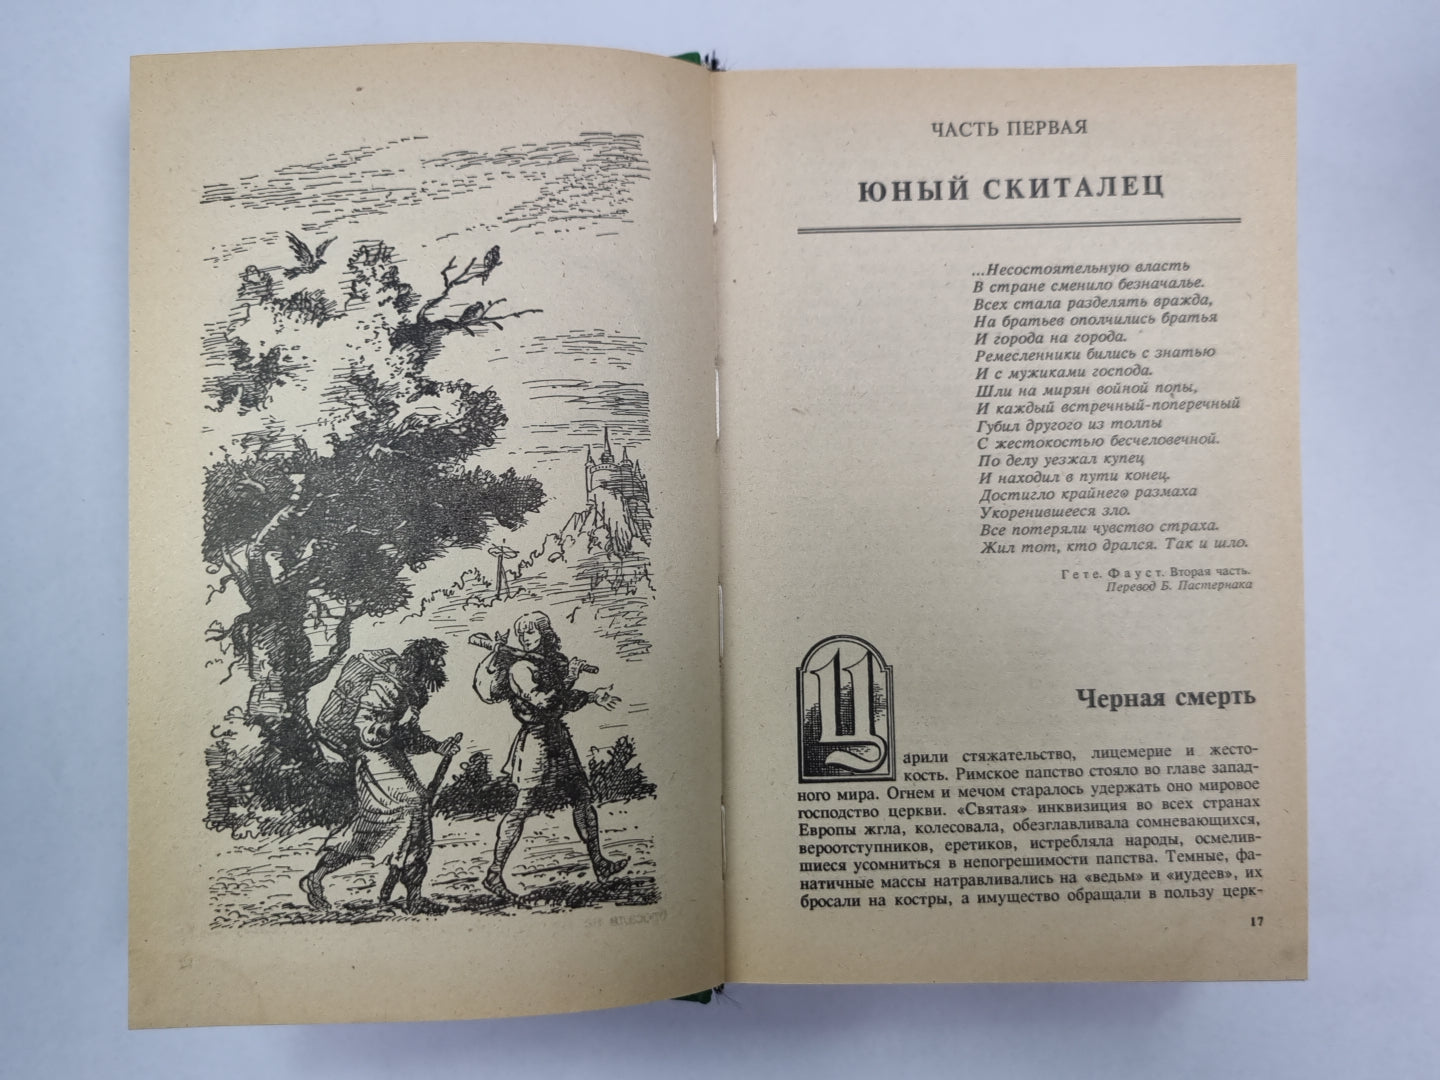 ЧАСТЬ ПЕРВАЯ
ЮНЫЙ СКИТАЛЕЦ
...Несостоятельную власть
В стране сменило безначалье.
Всех стала разделять вражда,
На братьев ополчились братья
И города на города.
Ремесленники бились с знатью
И с мужиками господа.
Шли на мирян войной попы,
И каждый встречный-поперечный
Губил другого из толпы
С жестокостью бесчеловечной.
По делу уезжал купец
И находил в пути конец.
Достигло крайнего размаха
Укоренившееся зло.
Все потеряли чувство страха.
Жил тот, кто дрался. Так и шло.
Гете. Фауст. Вторая часть.
Перевод Б. Пастернака
Черная смерть
Царили стяжательство, лицемерие и жесто-
кость. Римское папство стояло во главе запад-
ного мира. Огнем и мечом старалось удержать оно мировое
господство церкви. «Святая» инквизиция во всех странах
Европы жгла, колесовала, обезглавливала сомневающихся,
вероотступников, еретиков, истребляла народы, осмелив-
шиеся усомниться в непогрешимости папства. Темные, фа-
натичные массы натравливались на «ведьм» и «иудеев», их
бросали на костры, а имущество обращали в пользу церк-
17